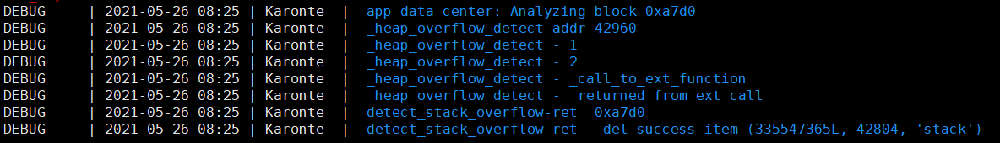 DEBUG | 2021-05-26 08:25 | Karonte | app_data_center: Analyzing block 0xa7d0
DEBUG | 2021-05-26 08:25 | Karonte | _heap_overflow_detect addr 42960
DEBUG | 2021-05-26 08:25 | Karonte | _heap_overflow_detect - 1
DEBUG | 2021-05-26 08:25 | Karonte | _heap_overflow_detect - 2
DEBUG | 2021-05-26 08:25 | Karonte | _heap_overflow_detect - _call_to_ext_function
DEBUG | 2021-05-26 08:25 | Karonte | _heap_overflow_detect - _returned_from_ext_call
DEBUG | 2021-05-26 08:25 | Karonte | detect_stack_overflow-ret  0xa7d0
DEBUG | 2021-05-26 08:25 | Karonte | detect_stack_overflow-ret - del success item (335547365L, 42804, 'stack')